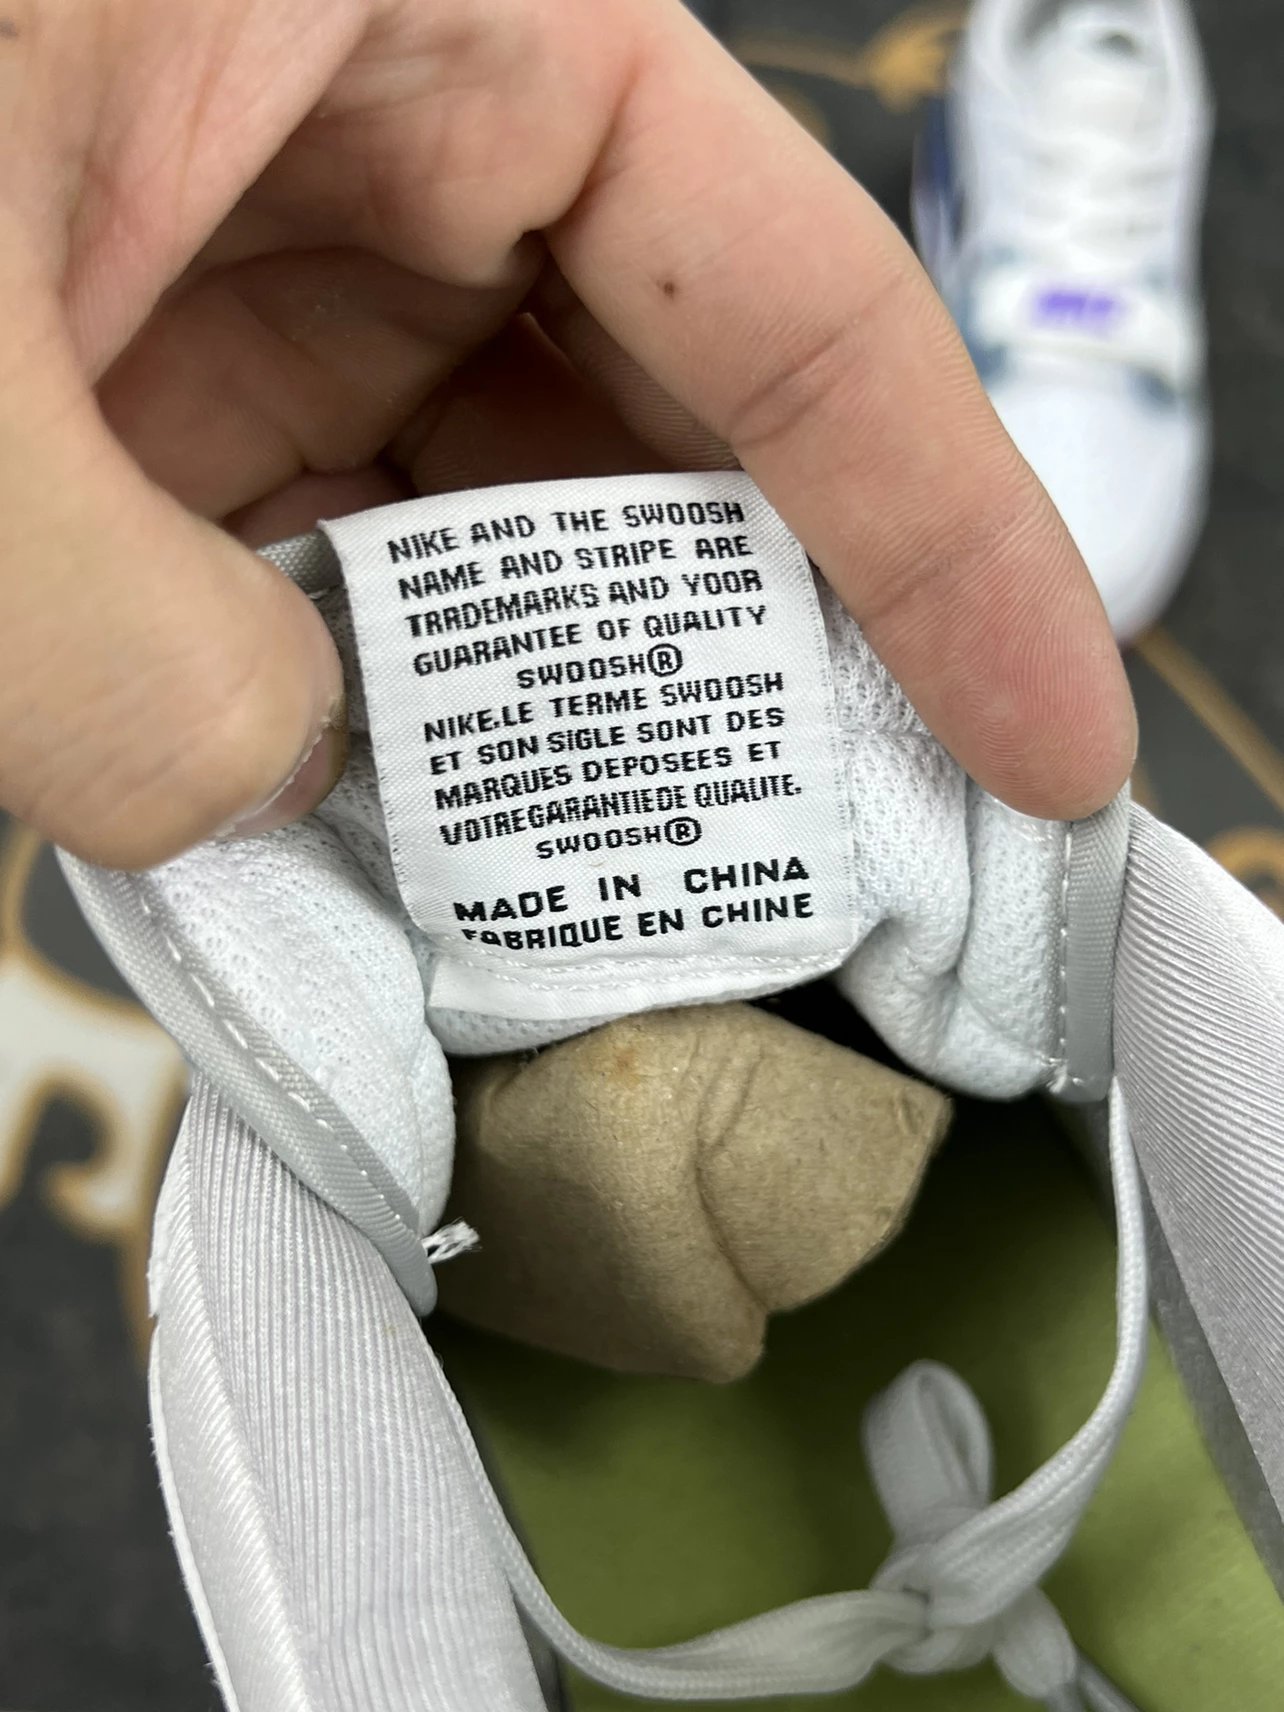 NIKE AND THE SWOOSH
NAME AND STRIPE ARE
TRRDEMARKS AND YOOR
GUARANTEE OF QUALITY
SWOOSH®
NIKE.LE TERME SWOOSH
ET SON SIGLE SONT DES
MARQUES DEPOSEES ET
VOTREGARANTIEDE QUALITE.
SWOOSH®
MADE IN CHINA
FABRIQUE EN CHINE